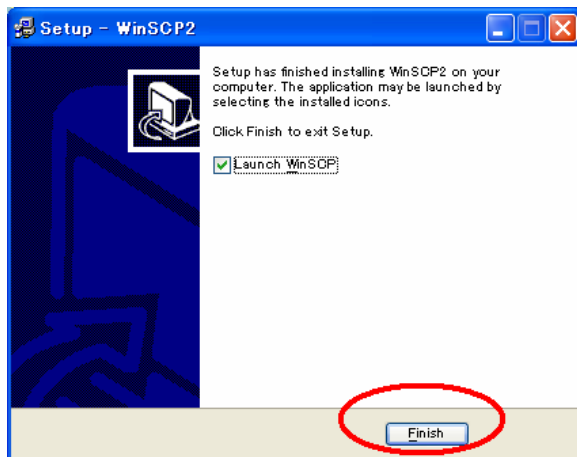 Setup - WinSCP2
Setup has finished installing WinSCP2 on your
computer. The application may be launched by
selecting the installed icons.
Click Finish to exit Setup.
Launch WinSCP
Finish